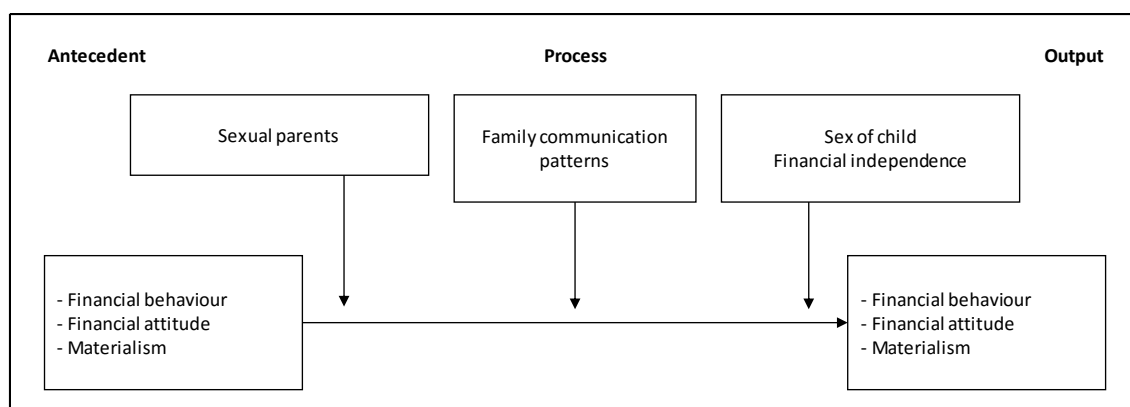 Antecedent
Process
Output
Sexual parents
Family communication
patterns
Sex of child
Financial independence
- Financial behaviour
- Financial attitude
- Materialism
- Financial behaviour
- Financial attitude
- Materialism